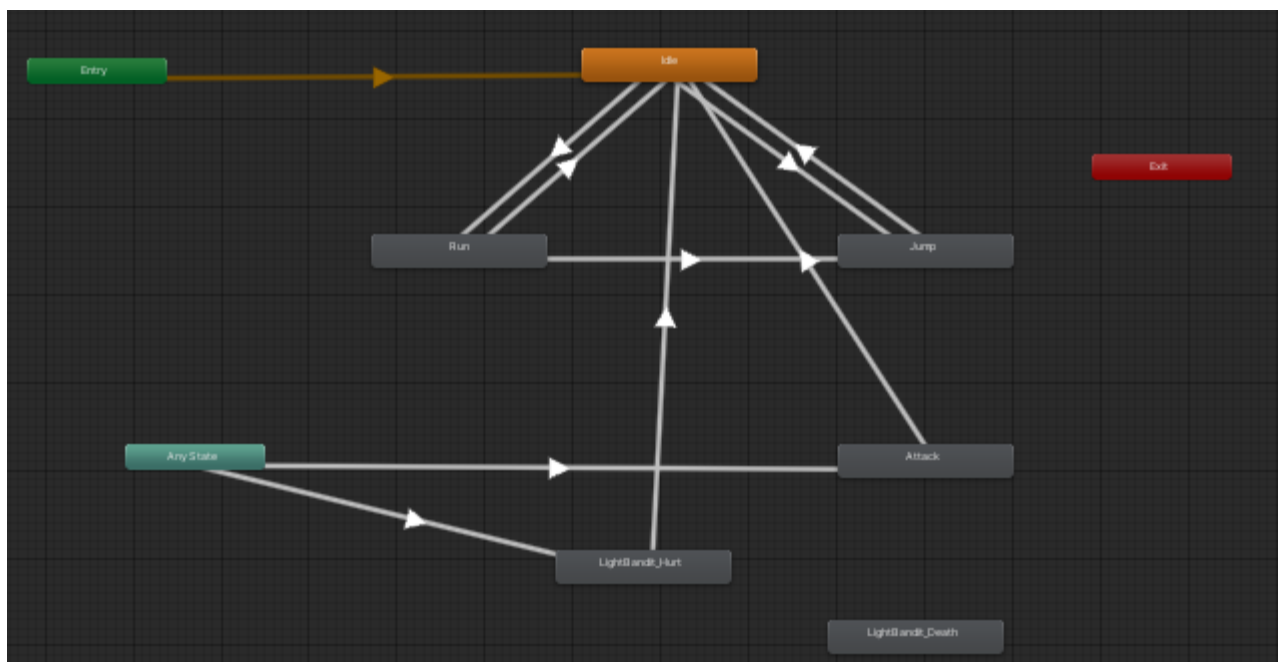 Entry
Idle
Exit
Run
Jump
Any State
Attack
LightBandit_Hurt
LightBandit_Death